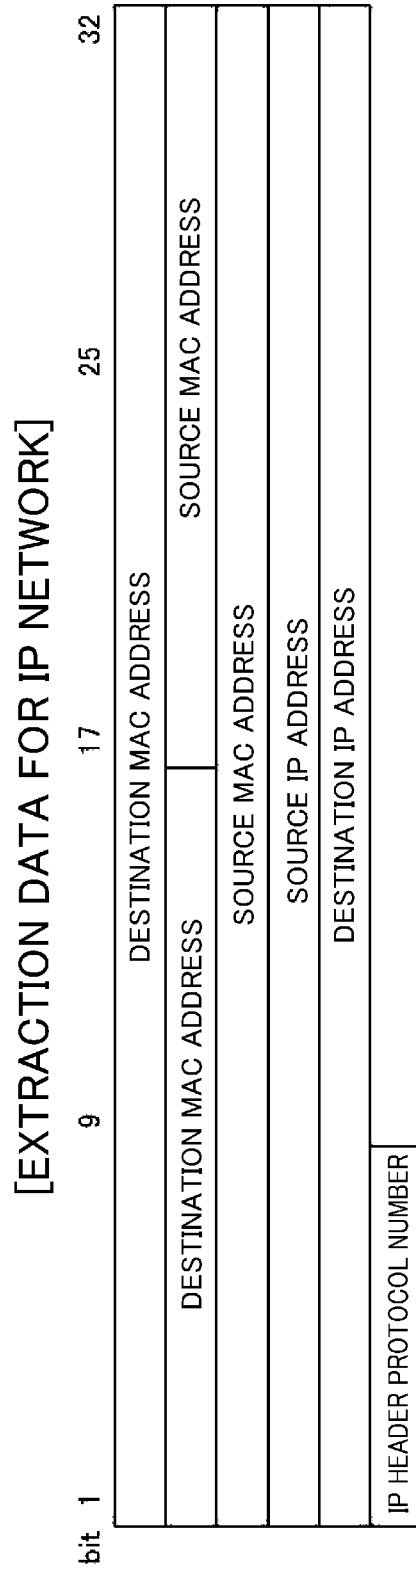 [EXTRACTION DATA FOR IP NETWORK]
bit 1 9 17 25 32
DESTINATION MAC ADDRESS
DESTINATION MAC ADDRESS SOURCE MAC ADDRESS
SOURCE MAC ADDRESS
SOURCE IP ADDRESS
DESTINATION IP ADDRESS
IP HEADER PROTOCOL NUMBER